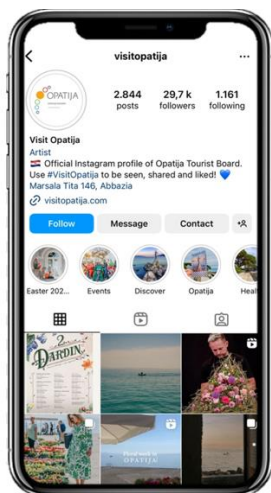 visitopatija
OPATIJA
2.844 29,7 k 1.161
posts followers following
Visit Opatija
Artist
🇭🇷 Official Instagram profile of Opatija Tourist Board.
Use #VisitOpatija to be seen, shared and liked! 💙
Marsala Tita 146, Abbazia
visitopatija.com
Follow Message Contact
Easter 202... Events Discover Opatija Heal
DARDIN
OPATIJA